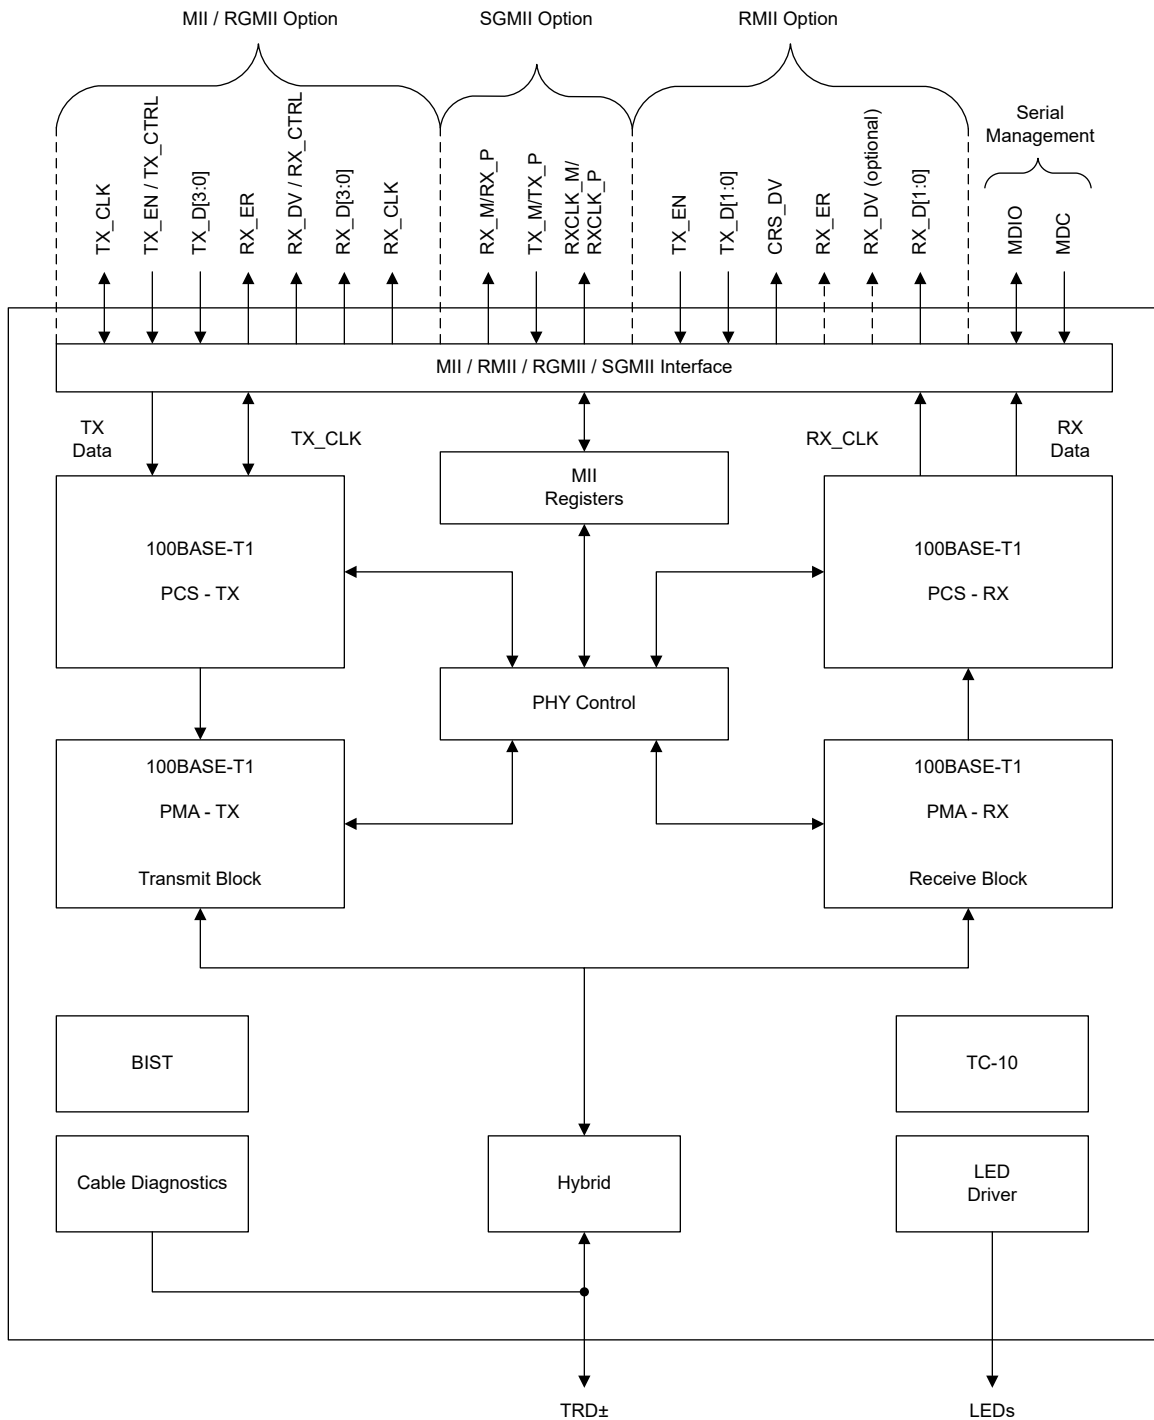 MII / RGMII Option
SGMII Option
RMII Option
Serial
Management
TX_CLK
TX_EN / TX_CTRL
TX_D[3:0]
RX_ER
RX_DV / RX_CTRL
RX_D[3:0]
RX_CLK
RX_M/RX_P
TX_M/TX_P
RXCLK_M/
RXCLK_P
TX_EN
TX_D[1:0]
CRS_DV
RX_ER
RX_DV (optional)
RX_D[1:0]
MDIO
MDC
MII / RMII / RGMII / SGMII Interface
TX
Data
TX_CLK
RX_CLK
RX
Data
MII
Registers
100BASE-T1
PCS - TX
100BASE-T1
PCS - RX
PHY Control
100BASE-T1
PMA - TX
Transmit Block
100BASE-T1
PMA - RX
Receive Block
BIST
TC-10
Cable Diagnostics
Hybrid
LED
Driver
TRD±
LEDs